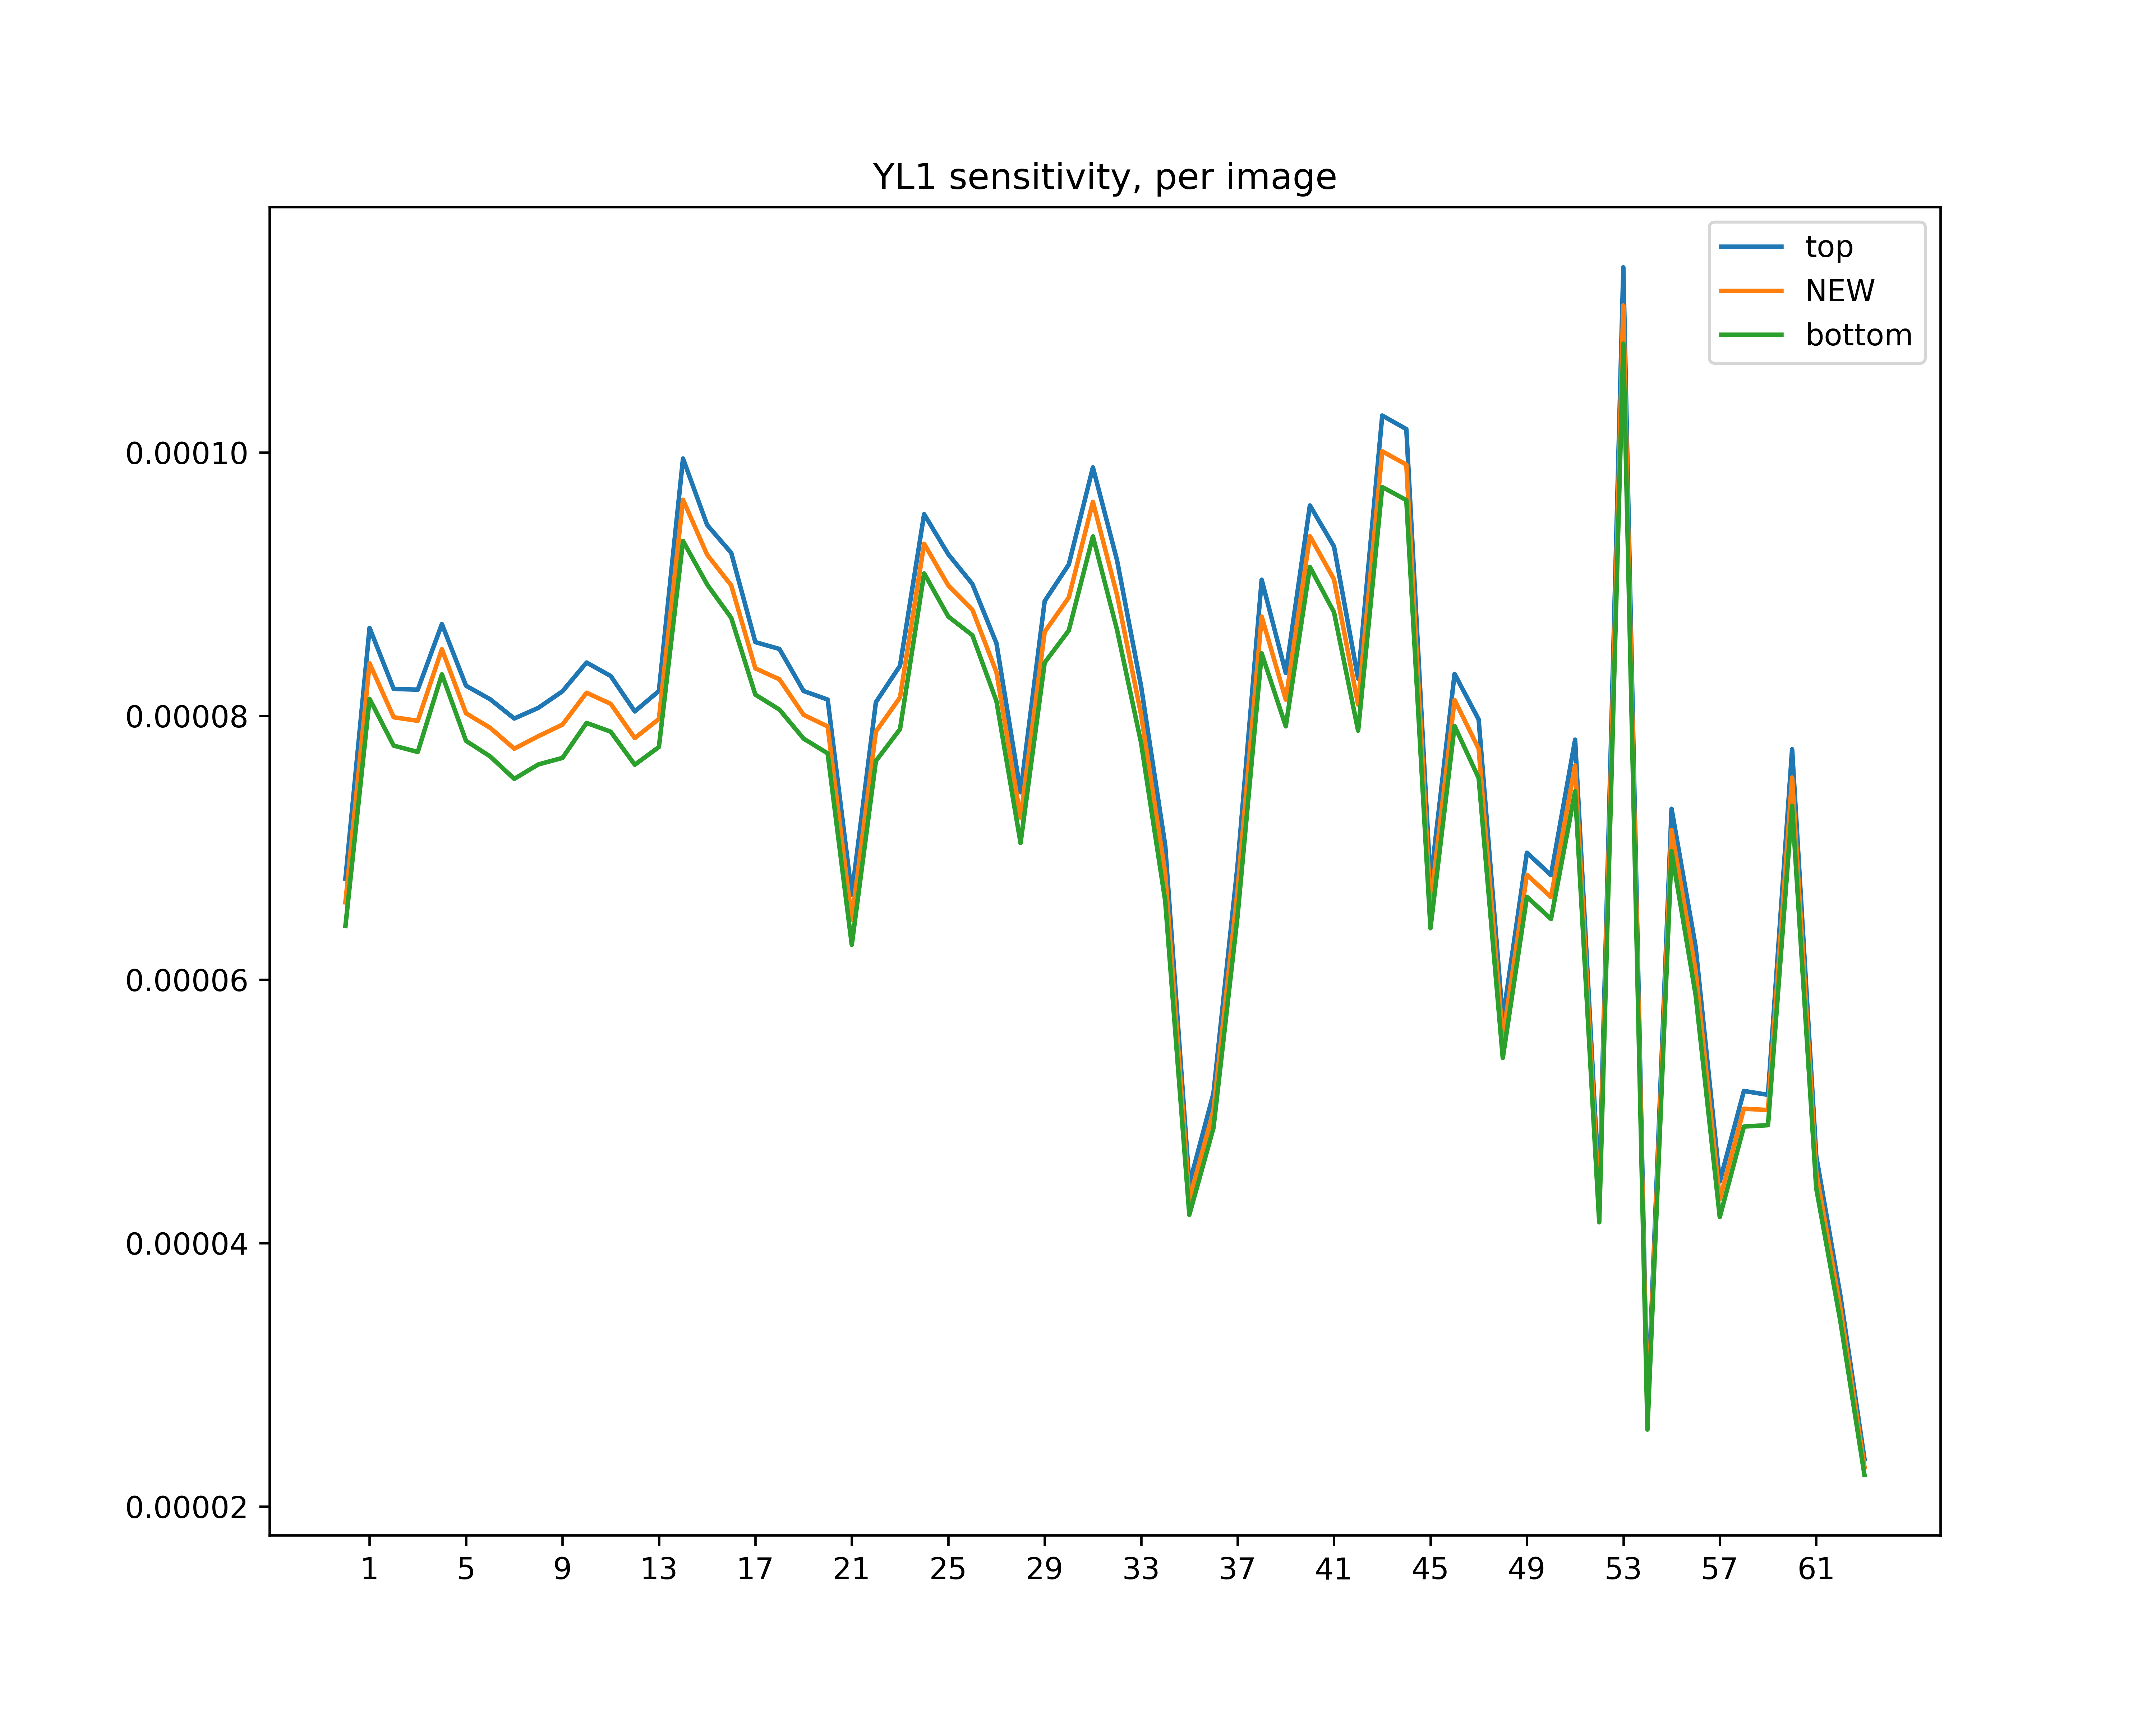 YL1 sensitivity, per image
top
NEW
bottom
0.00010
0.00008
0.00006
0.00004
0.00002
1 5 9 13 17 21 25 29 33 37 41 45 49 53 57 61